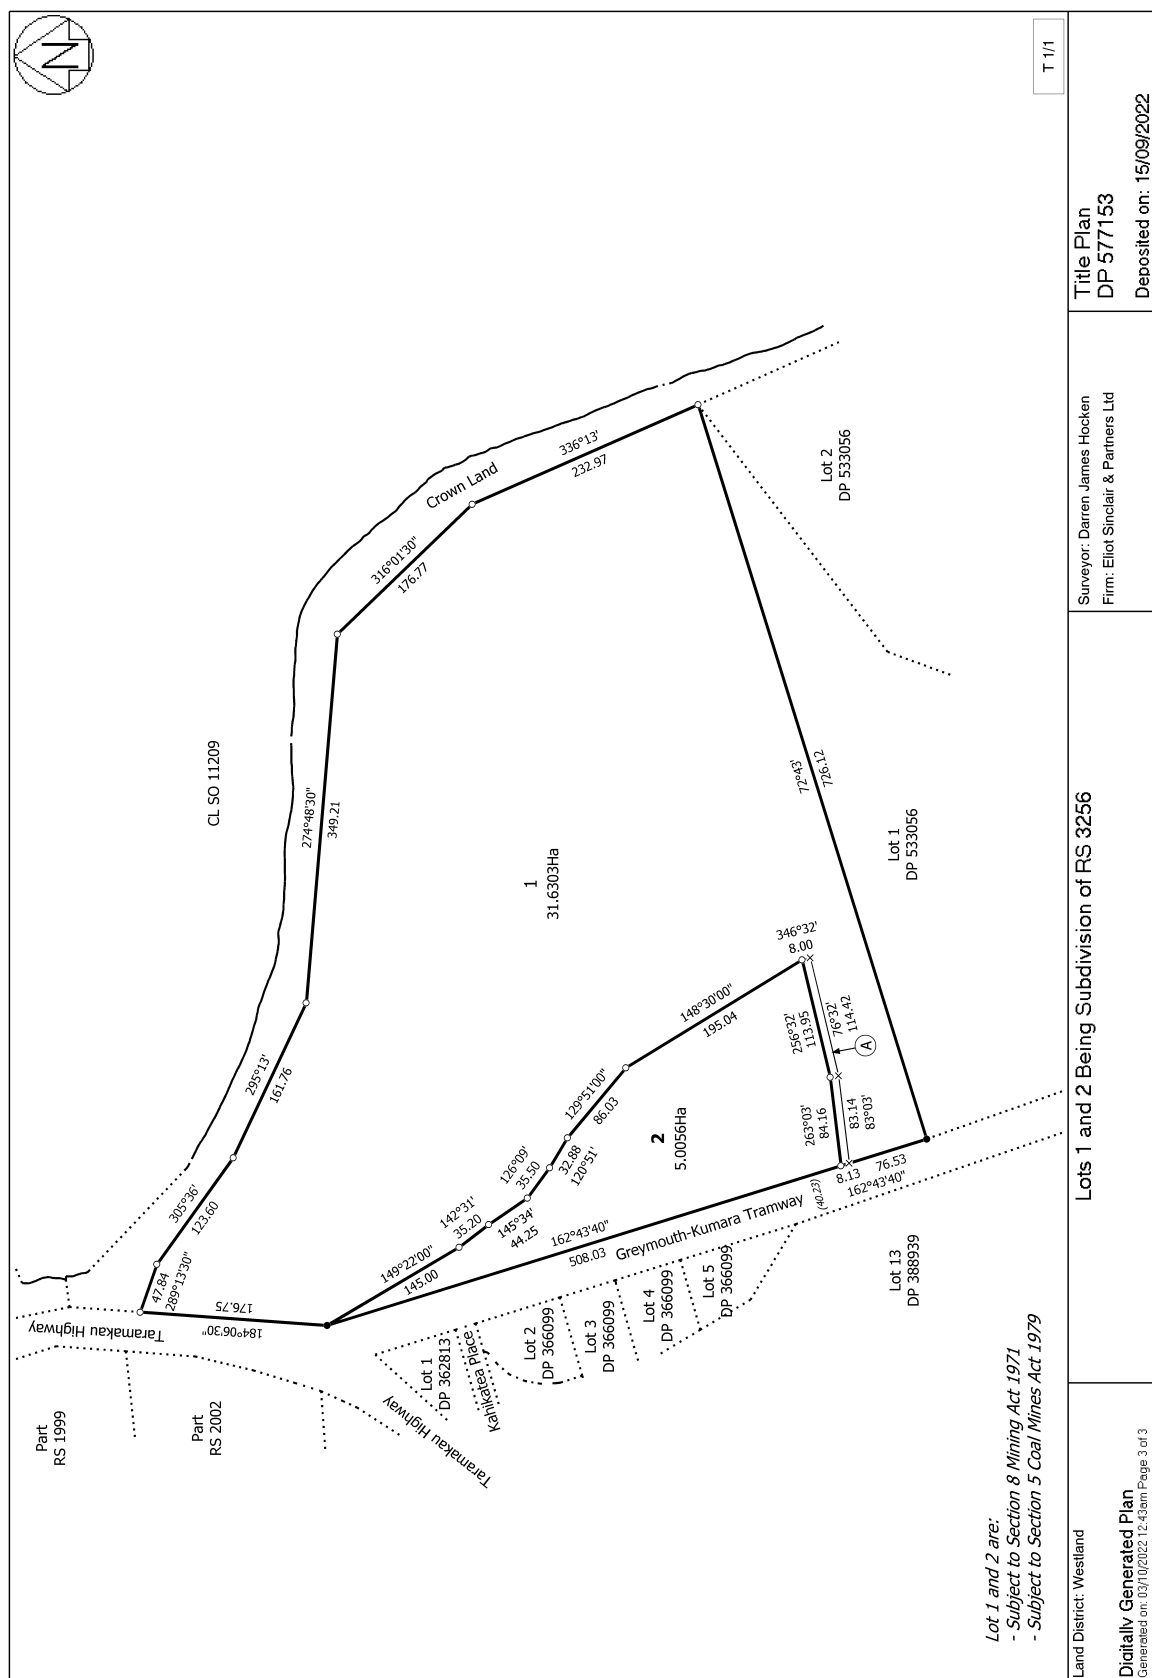 N
T 1/1
Part
RS 1999
Part
RS 2002
Taramakau Highway
Taramakau Highway
CL SO 11209
Crown Land
47.84
289°13'30"
176.75
184°06'30"
305°36'
123.60
295°13'
161.76
274°48'30"
349.21
316°01'30"
176.77
336°13'
232.97
1
31.6303Ha
149°22'00"
145.00
142°31'
35.20
145°34'
44.25
126°09'
35.50
32.88
120°51'
129°51'00"
86.03
148°30'00"
195.04
346°32'
8.00
2
5.0056Ha
256°32'
113.95
76°32'
114.42
A
263°03'
84.16
83.14
83°03'
8.13
76.53
162°43'40"
(40.23)
162°43'40"
508.03
Greymouth-Kumara Tramway
72°43'
726.12
Lot 1
DP 362813
Kahikatea Place
Lot 2
DP 366099
Lot 3
DP 366099
Lot 4
DP 366099
Lot 5
DP 366099
Lot 13
DP 388939
Lot 1
DP 533056
Lot 2
DP 533056
Lot 1 and 2 are:
- Subject to Section 8 Mining Act 1971
- Subject to Section 5 Coal Mines Act 1979
Land District: Westland
Digitally Generated Plan
Generated on: 03/10/2022 12:43am Page 3 of 3
Lots 1 and 2 Being Subdivision of RS 3256
Surveyor: Darren James Hocken
Firm: Eliot Sinclair & Partners Ltd
Title Plan
DP 577153
Deposited on: 15/09/2022